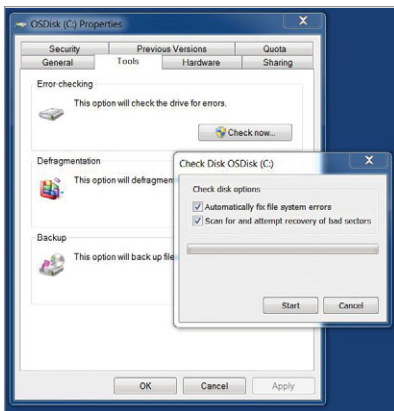 OSDisk (C:) Properties
Security Previous Versions Quota
General Tools Hardware Sharing
Error-checking
This option will check the drive for errors.
Check now...
Defragmentation
This option will defragmen
Backup
This option will back up file
OK Cancel Apply
Check Disk OSDisk (C:)
Check disk options
Automatically fix file system errors
Scan for and attempt recovery of bad sectors
Start Cancel